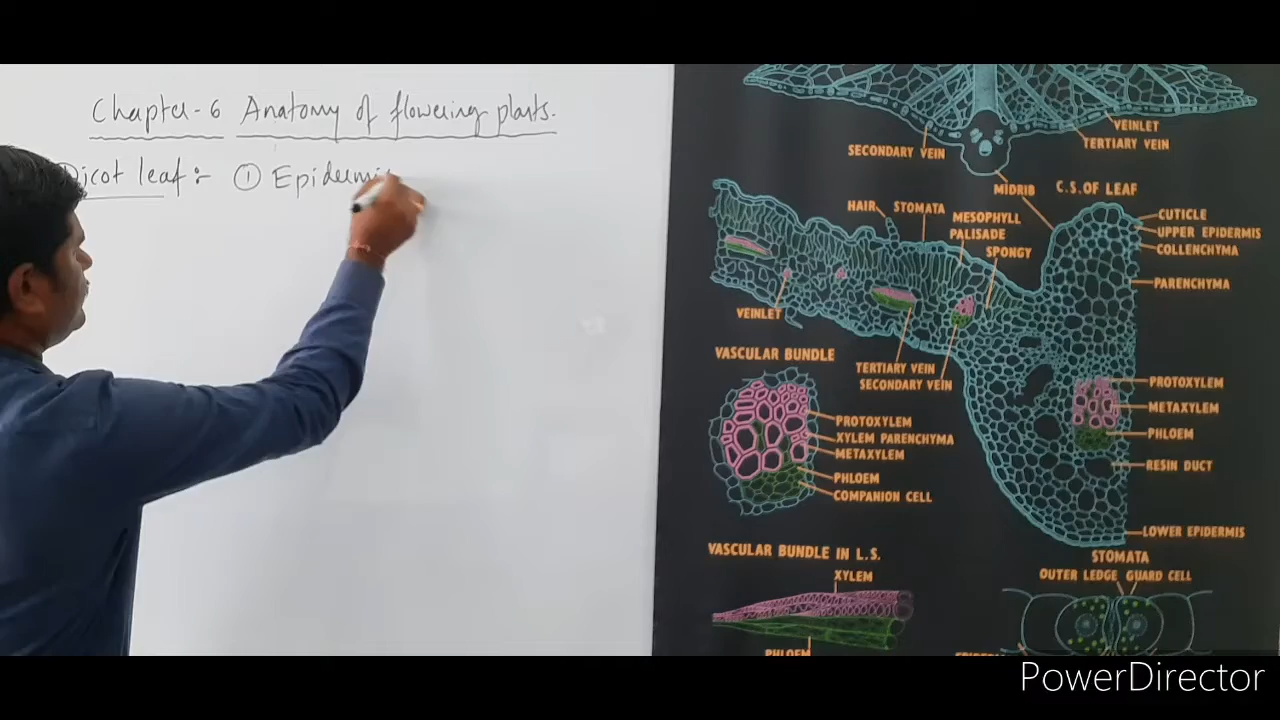 Chapter-6 Anatomy of flowering plants.
Dicot leaf :- ① Epidermis
VEINLET
TERTIARY VEIN
SECONDARY VEIN
MIDRIB
C.S.OF LEAF
HAIR
STOMATA
MESOPHYLL
PALISADE
SPONGY
CUTICLE
UPPER EPIDERMIS
COLLENCHYMA
PARENCHYMA
VEINLET
TERTIARY VEIN
SECONDARY VEIN
PROTOXYLEM
METAXYLEM
PHLOEM
RESIN DUCT
LOWER EPIDERMIS
VASCULAR BUNDLE
PROTOXYLEM
XYLEM PARENCHYMA
METAXYLEM
PHLOEM
COMPANION CELL
VASCULAR BUNDLE IN L.S.
XYLEM
PHLOEM
STOMATA
OUTER LEDGE GUARD CELL
PowerDirector